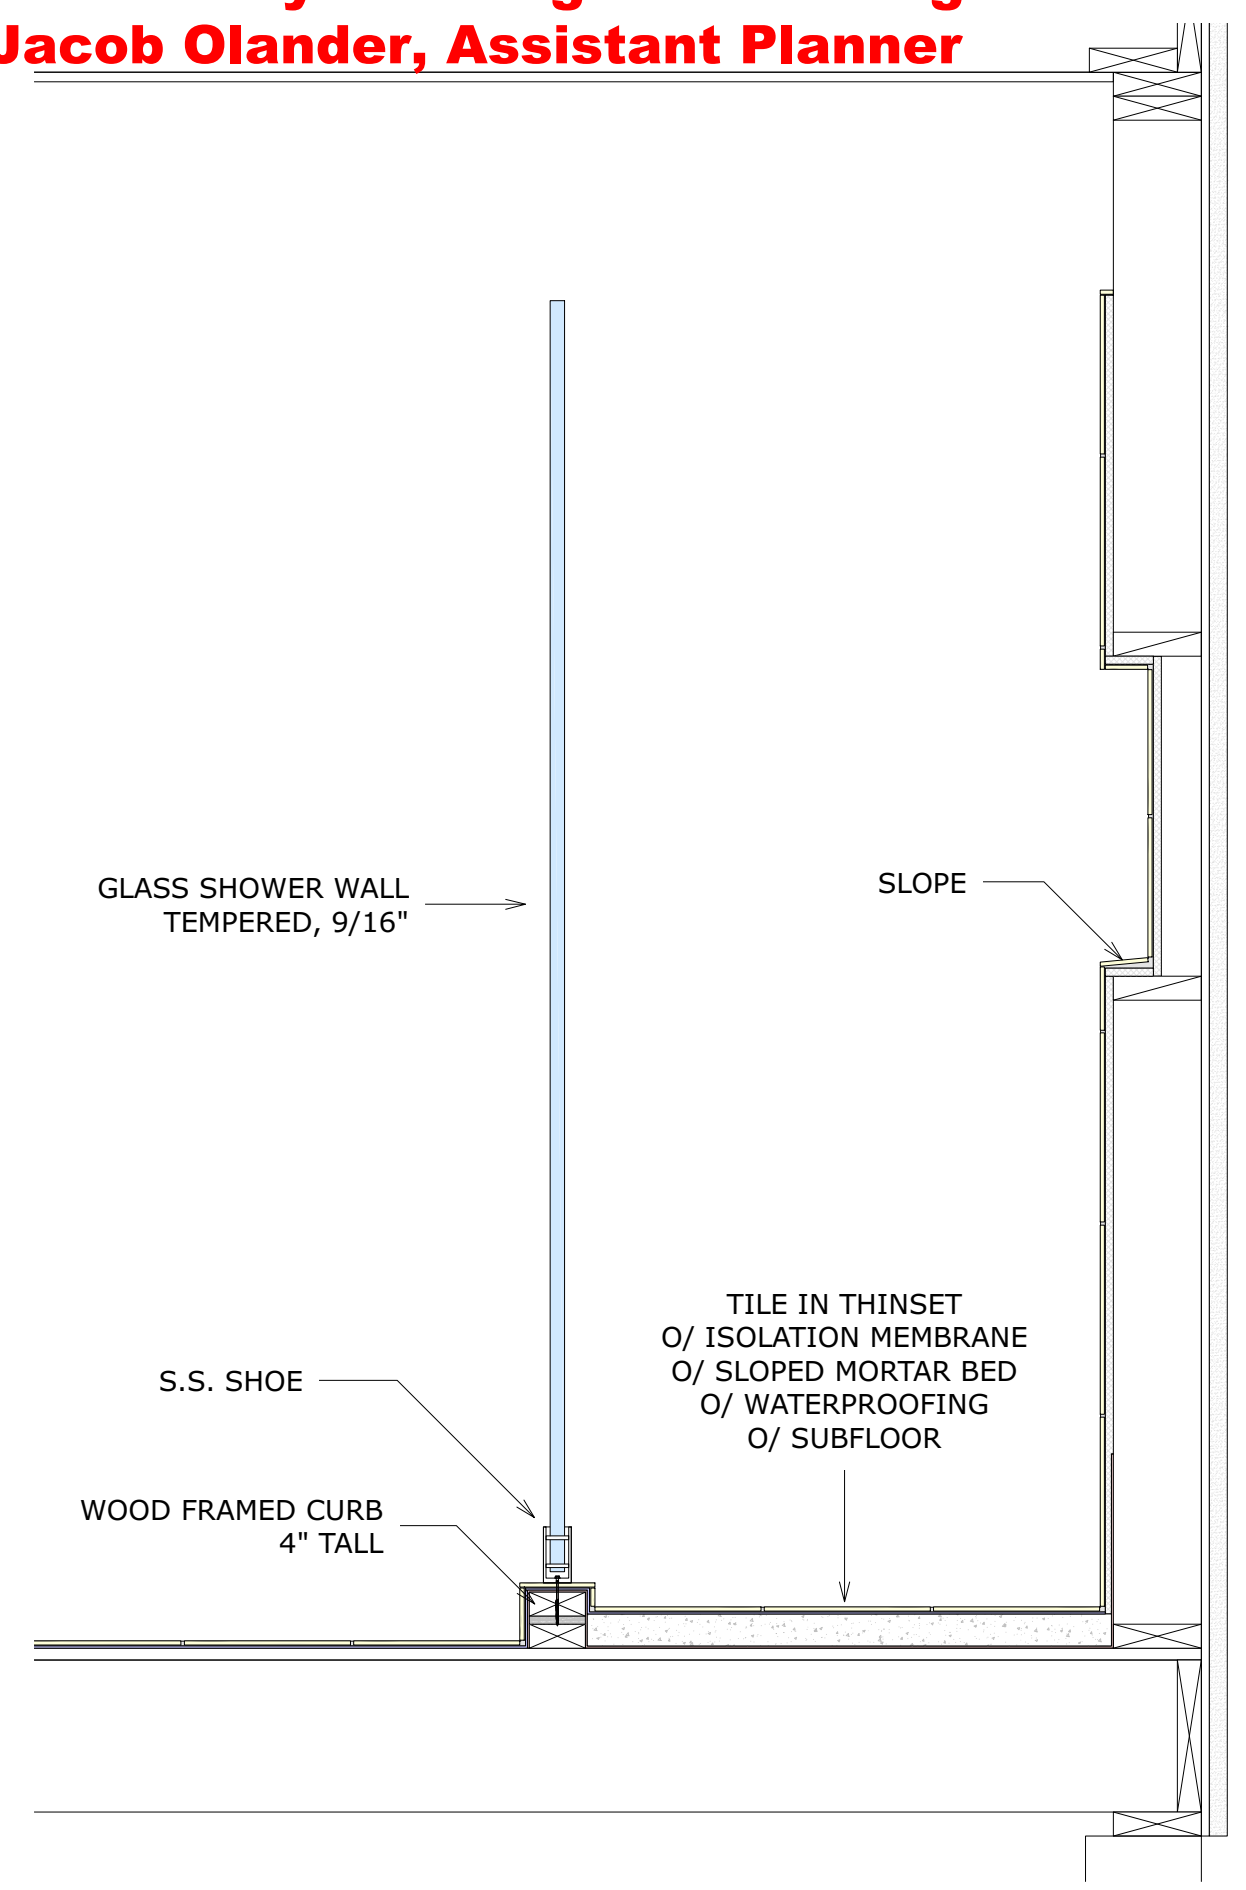 Jacob Olander, Assistant Planner
GLASS SHOWER WALL
TEMPERED, 9/16"
SLOPE
TILE IN THINSET
O/ ISOLATION MEMBRANE
O/ SLOPED MORTAR BED
O/ WATERPROOFING
O/ SUBFLOOR
S.S. SHOE
WOOD FRAMED CURB
4" TALL